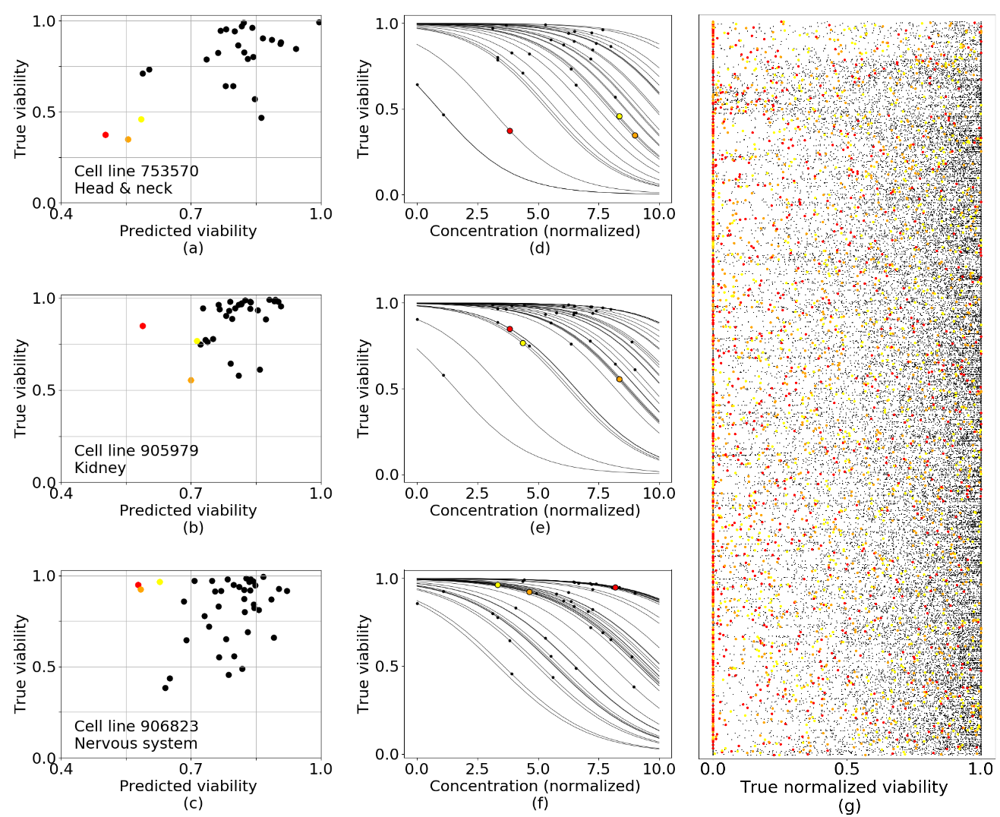 1.0
0.5
0.0
True viability
Cell line 753570
Head & neck
0.4
0.7
1.0
Predicted viability
(a)
1.0
0.5
0.0
True viability
0.0
2.5
5.0
7.5
10.0
Concentration (normalized)
(d)
1.0
0.5
0.0
True viability
Cell line 905979
Kidney
0.4
0.7
1.0
Predicted viability
(b)
1.0
0.5
0.0
True viability
0.0
2.5
5.0
7.5
10.0
Concentration (normalized)
(e)
1.0
0.5
0.0
True viability
Cell line 906823
Nervous system
0.4
0.7
1.0
Predicted viability
(c)
1.0
0.5
0.0
True viability
0.0
2.5
5.0
7.5
10.0
Concentration (normalized)
(f)
0.0
0.5
1.0
True normalized viability
(g)